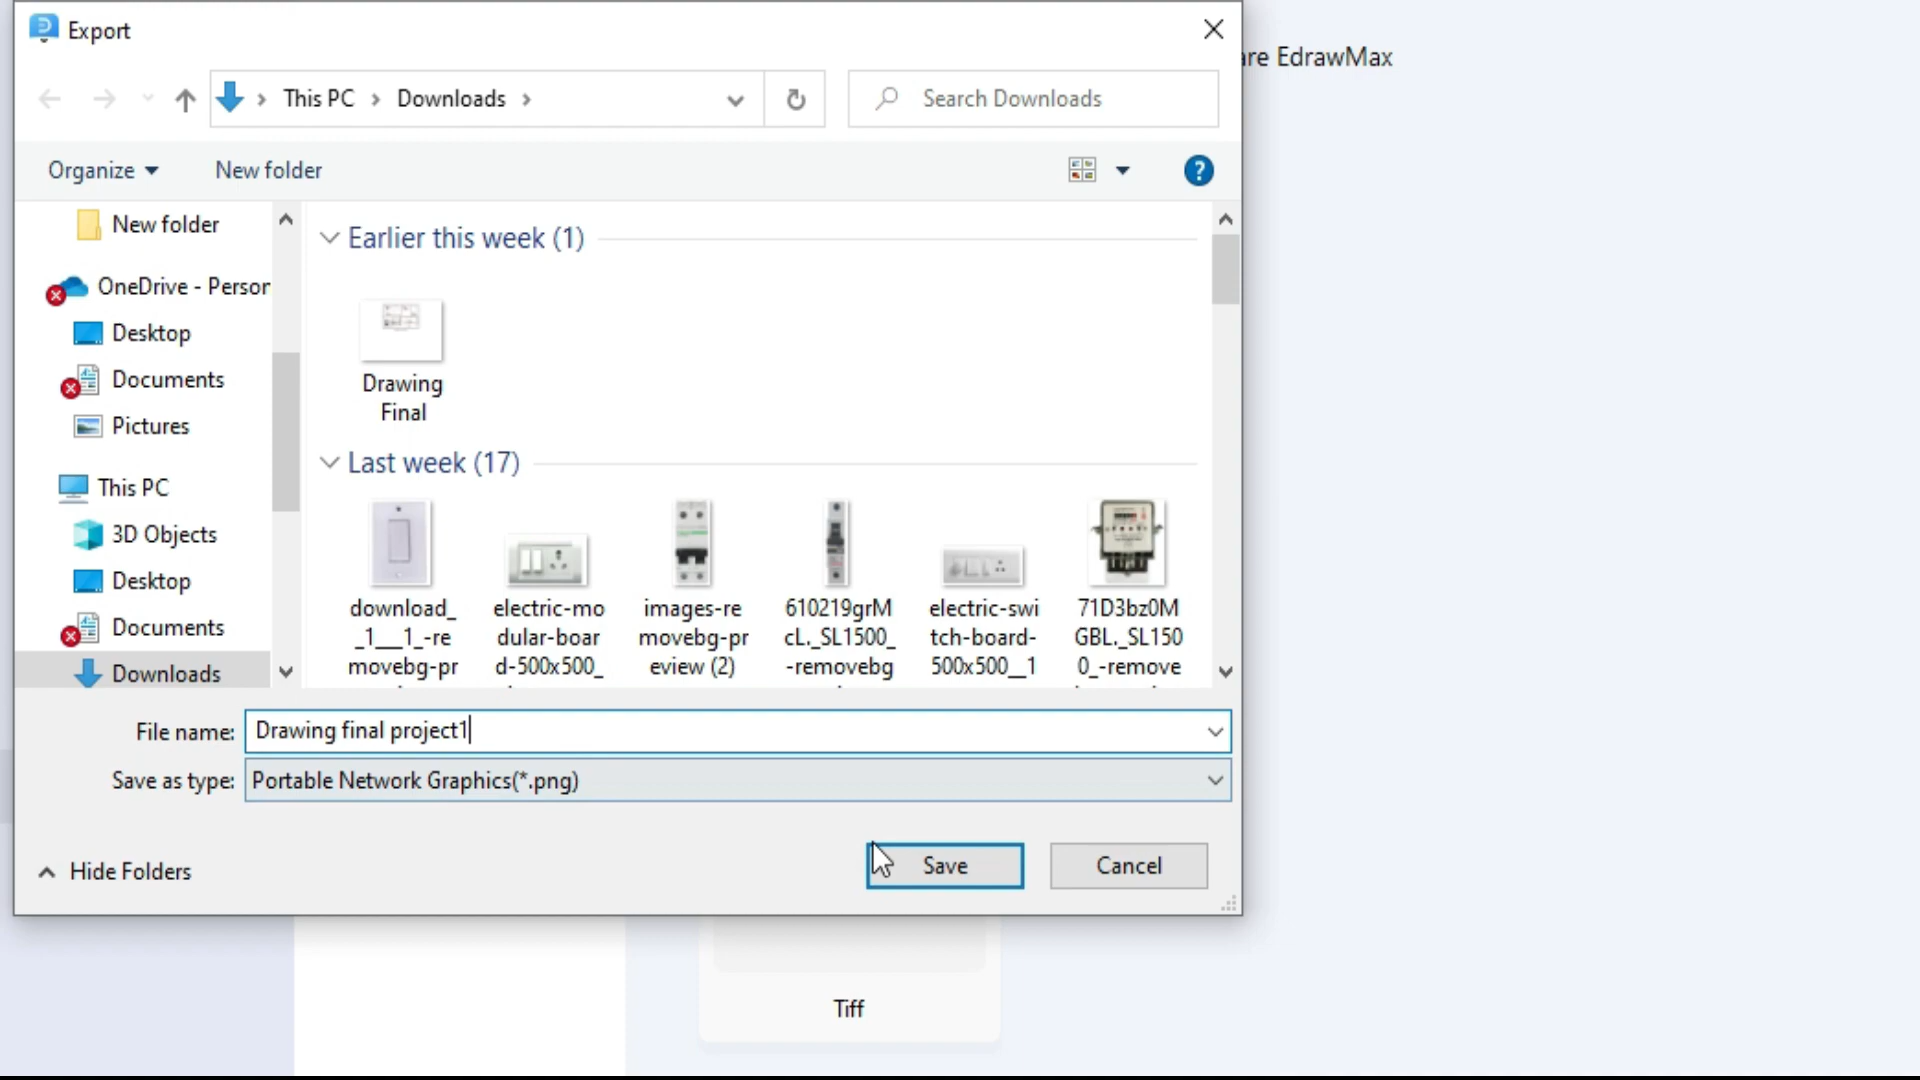 Export
are EdrawMax
This PC > Downloads >
Search Downloads
Organize
New folder
New folder
OneDrive - Person
Desktop
Documents
Pictures
This PC
3D Objects
Desktop
Documents
Downloads
Earlier this week (1)
Drawing
Final
Last week (17)
download_
_1___1_-re
movebg-pr
electric-mo
dular-boar
d-500x500_
images-re
movebg-pr
eview (2)
610219grM
cL._SL1500_
-removebg
electric-swi
tch-board-
500x500__1
71D3bz0M
GBL._SL150
0_-remove
File name: Drawing final project1
Save as type: Portable Network Graphics(*.png)
Hide Folders
Save
Cancel
Tiff